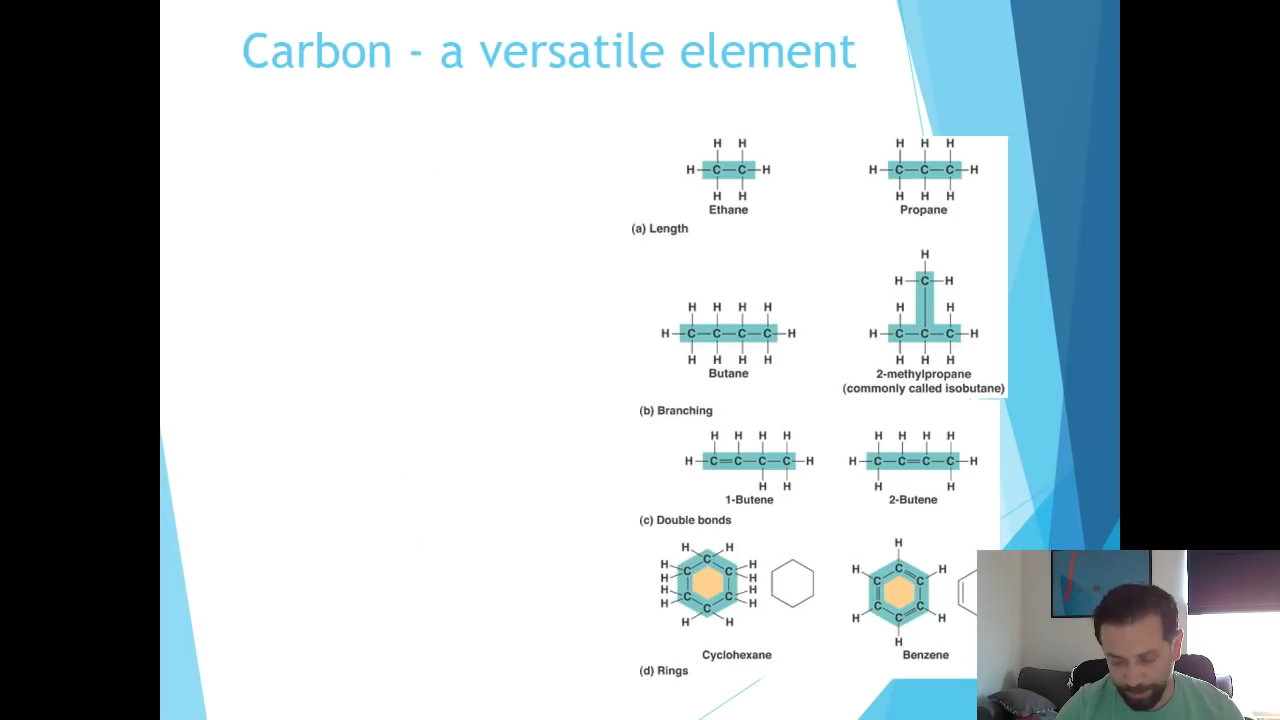 Carbon - a versatile element
H H
H C C H
H H
Ethane
H H H
H C C C H
H H H
Propane
(a) Length
H H H H
H C C C C H
H H H H
Butane
H
H C H
H H
H C C C H
H H H
2-methylpropane
(commonly called isobutane)
(b) Branching
H H H H
H C=C C C H
H H
1-Butene
H H H H
H C C=C C H
H H
2-Butene
(c) Double bonds
H H
H C H
H C C H
H C C H
H C H
H H
Cyclohexane
H
H C H
C C
C C
H C H
H
Benzene
(d) Rings